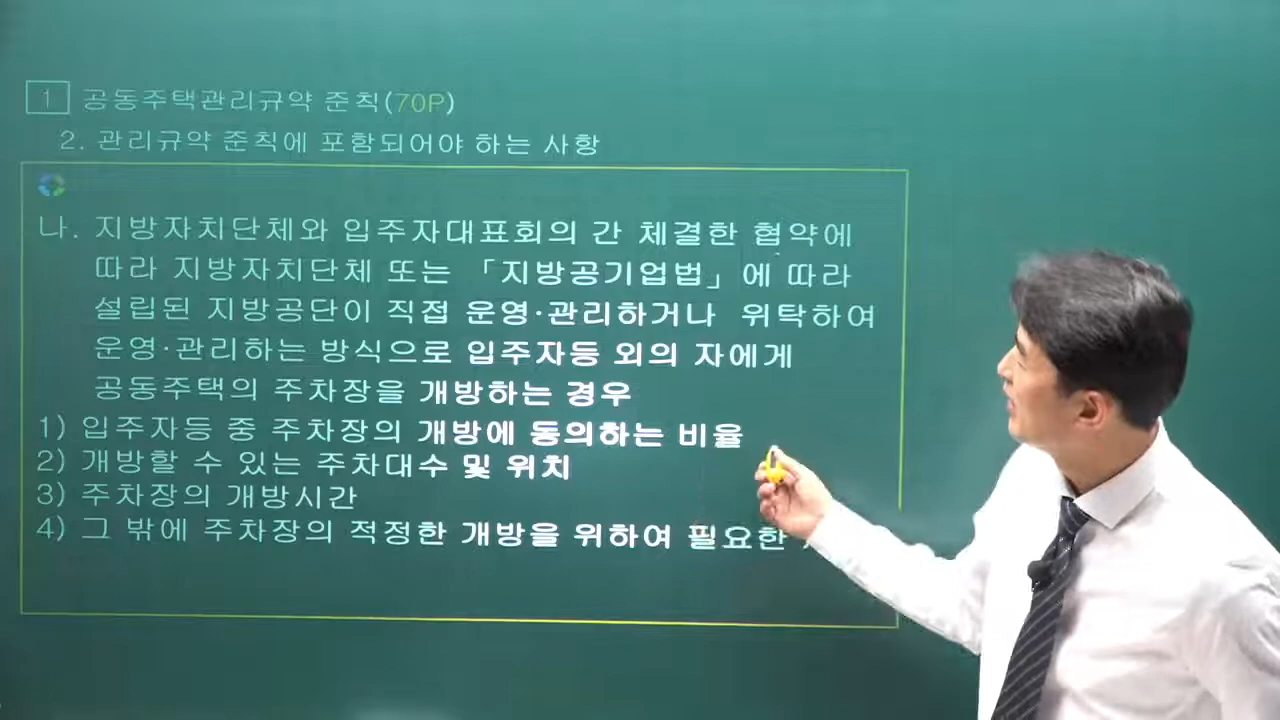 1 공동주택관리규약 준칙(70P)
2. 관리규약 준칙에 포함되어야 하는 사항
나. 지방자치단체와 입주자대표회의 간 체결한 협약에
따라 지방자치단체 또는 「지방공기업법」에 따라
설립된 지방공단이 직접 운영·관리하거나 위탁하여
운영·관리하는 방식으로 입주자등 외의 자에게
공동주택의 주차장을 개방하는 경우
1) 입주자등 중 주차장의 개방에 동의하는 비율
2) 개방할 수 있는 주차대수 및 위치
3) 주차장의 개방시간
4) 그 밖에 주차장의 적정한 개방을 위하여 필요한